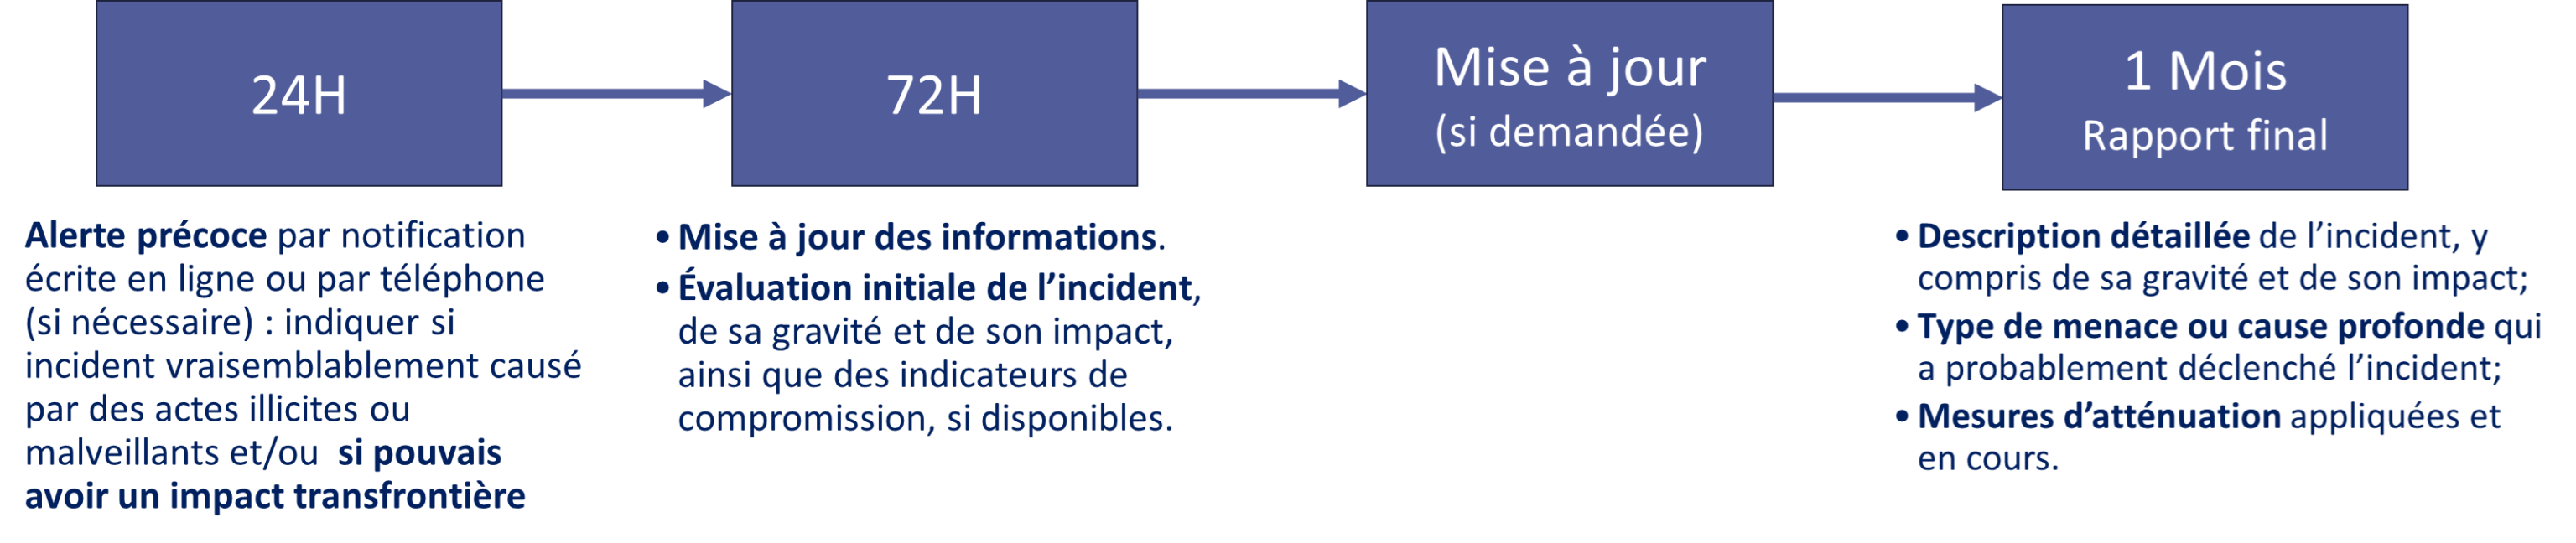 24H
72H
Mise à jour
(si demandée)
1 Mois
Rapport final
Alerte précoce par notification
écrite en ligne ou par téléphone
(si nécessaire) : indiquer si
incident vraisemblablement causé
par des actes illicites ou
malveillants et/ou  si pouvais
avoir un impact transfrontière
• Mise à jour des informations.
• Évaluation initiale de l’incident,
de sa gravité et de son impact,
ainsi que des indicateurs de
compromission, si disponibles.
• Description détaillée de l’incident, y
compris de sa gravité et de son impact;
• Type de menace ou cause profonde qui
a probablement déclenché l’incident;
• Mesures d’atténuation appliquées et
en cours.